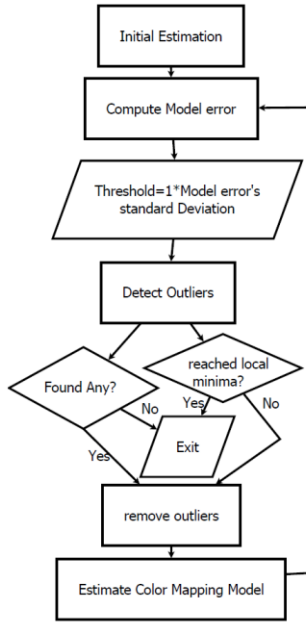 Initial Estimation
Compute Model error
Threshold=1*Model error's
standard Deviation
Detect Outliers
Found Any?
reached local
minima?
No
Yes
No
Exit
Yes
remove outliers
Estimate Color Mapping Model